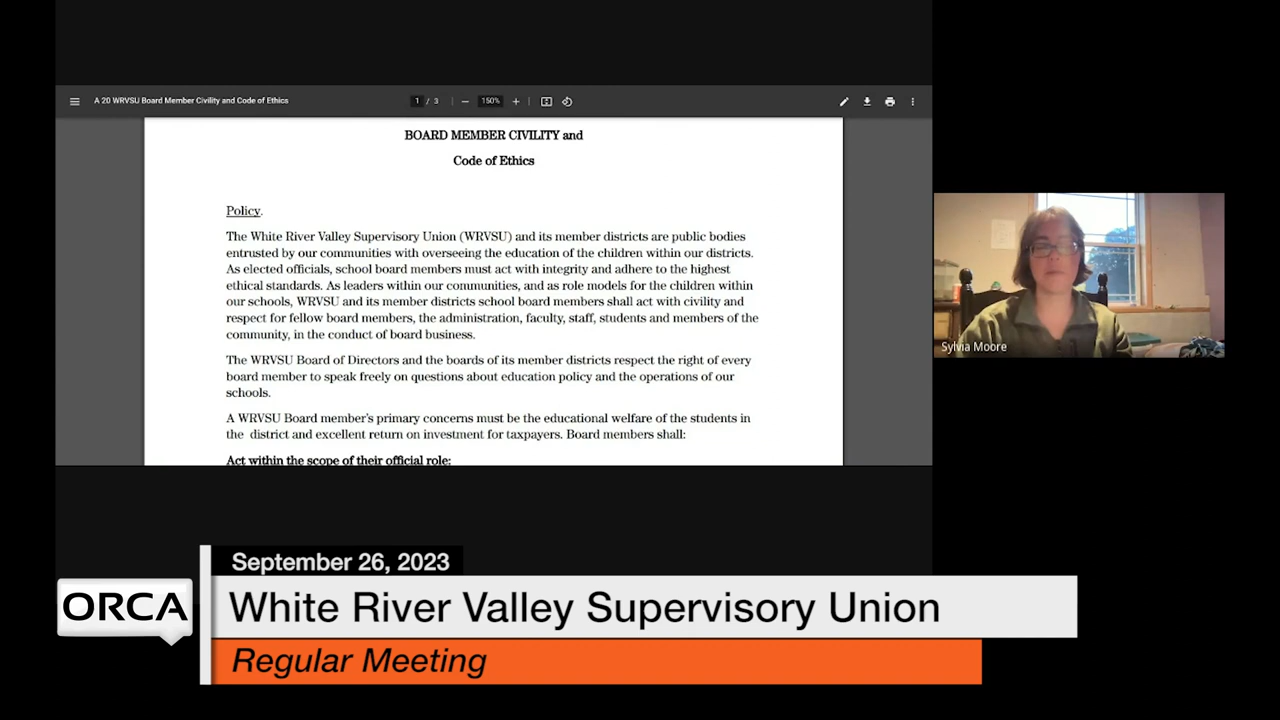 A 20 WRVSU Board Member Civility and Code of Ethics
1 / 3
150%
BOARD MEMBER CIVILITY and
Code of Ethics
Policy.
The White River Valley Supervisory Union (WRVSU) and its member districts are public bodies
entrusted by our communities with overseeing the education of the children within our districts.
As elected officials, school board members must act with integrity and adhere to the highest
ethical standards. As leaders within our communities, and as role models for the children within
our schools, WRVSU and its member districts school board members shall act with civility and
respect for fellow board members, the administration, faculty, staff, students and members of the
community, in the conduct of board business.
The WRVSU Board of Directors and the boards of its member districts respect the right of every
board member to speak freely on questions about education policy and the operations of our
schools.
A WRVSU Board member's primary concerns must be the educational welfare of the students in
the district and excellent return on investment for taxpayers. Board members shall:
Act within the scope of their official role:
Sylvia Moore
September 26, 2023
ORCA
White River Valley Supervisory Union
Regular Meeting